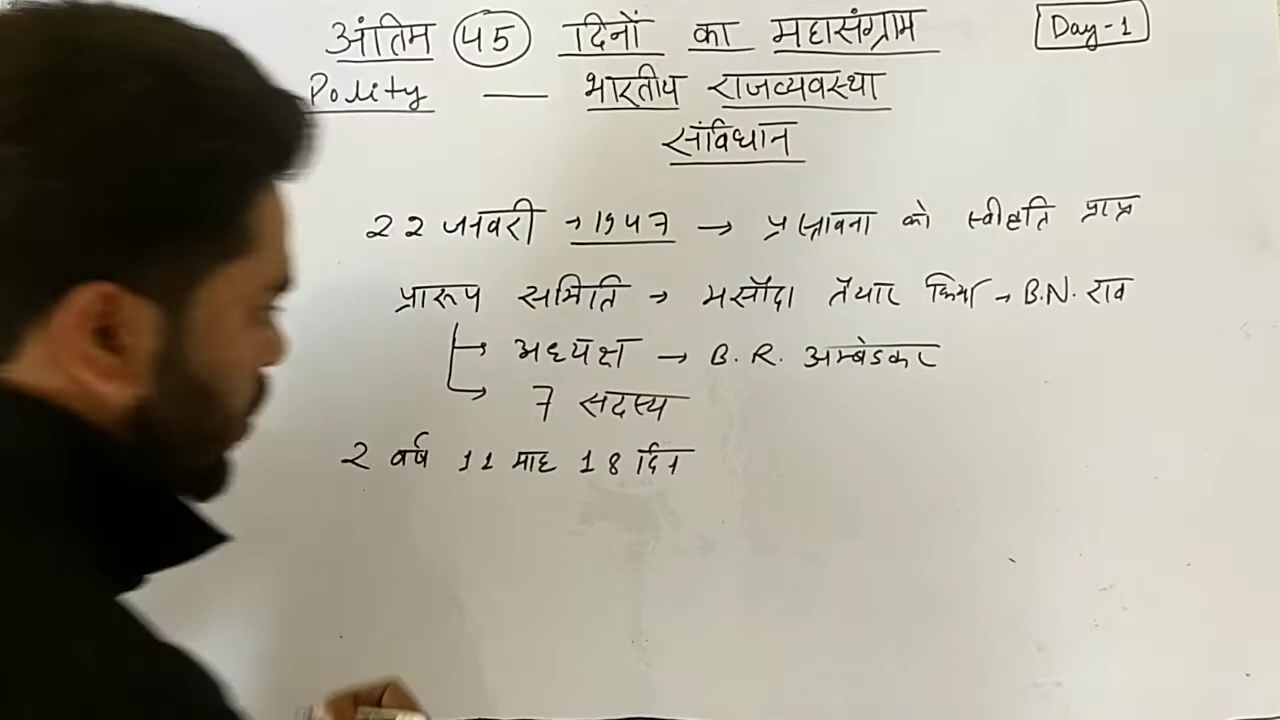 अंतिम 45 दिनों का महासंग्राम Day-1
Polity — भारतीय राजव्यवस्था
संविधान
22 जनवरी → 1947 → प्रस्तावना को स्वीकृति प्राप्त
प्रारूप समिति → मसौदा तैयार किया → B.N. राव
→ अध्यक्ष → B. R. अम्बेडकर
→ 7 सदस्य
2 वर्ष 11 माह 18 दिन